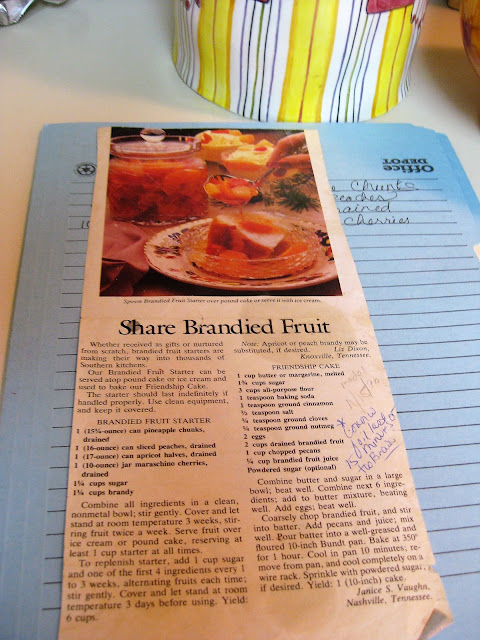 Office
DEPOT
e Chunks
Peaches
rained
Cherries
Spoon Brandied Fruit Starter over pound cake or serve it with ice cream.
Share Brandied Fruit
Whether received as gifts or nurtured
from scratch, brandied fruit starters are
making their way into thousands of
Southern kitchens.
Our Brandied Fruit Starter can be
served atop pound cake or ice cream and
used to bake our Friendship Cake.
The starter should last indefinitely if
handled properly. Use clean equipment,
and keep it covered.
BRANDIED FRUIT STARTER
1 (15¼-ounce) can pineapple chunks,
drained
1 (16-ounce) can sliced peaches, drained
1 (17-ounce) can apricot halves, drained
1 (10-ounce) jar maraschino cherries,
drained
1¼ cups sugar
1¼ cups brandy
Combine all ingredients in a clean,
nonmetal bowl; stir gently. Cover and let
stand at room temperature 3 weeks, stir-
ring fruit twice a week. Serve fruit over
ice cream or pound cake, reserving at
least 1 cup starter at all times.
To replenish starter, add 1 cup sugar
and one of the first 4 ingredients every 1
to 3 weeks, alternating fruits each time;
stir gently. Cover and let stand at room
temperature 3 days before using. Yield:
6 cups.
Note: Apricot or peach brandy may be
substituted, if desired. Liz Dixon,
Knoxville, Tennessee.
FRIENDSHIP CAKE
1 cup butter or margarine, melted
1¾ cups sugar
3 cups all-purpose flour
1 teaspoon baking soda
1 teaspoon ground cinnamon
½ teaspoon salt
¼ teaspoon ground cloves
¼ teaspoon ground nutmeg
2 eggs
2 cups drained brandied fruit
1 cup chopped pecans
¼ cup brandied fruit juice
Powdered sugar (optional)
Combine butter and sugar in a large
bowl; beat well. Combine next 6 ingre-
dients; add to butter mixture, beating
well. Add eggs; beat well.
Coarsely chop brandied fruit, and stir
into batter. Add pecans and juice; mix
well. Pour batter into a well-greased and
floured 10-inch Bundt pan. Bake at 350°
for 1 hour. Cool in pan 10 minutes; re-
move from pan, and cool completely on a
wire rack. Sprinkle with powdered sugar,
if desired. Yield: 1 (10-inch) cake.
Janice S. Vaughn,
Nashville, Tennessee.